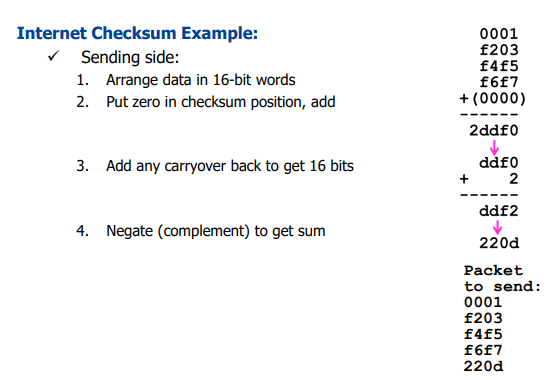 Internet Checksum Example:
✓ Sending side:
1. Arrange data in 16-bit words
2. Put zero in checksum position, add
3. Add any carryover back to get 16 bits
4. Negate (complement) to get sum
0001
f203
f4f5
f6f7
+(0000)
------
2ddf0
ddf0
+ 2
------
ddf2
220d
Packet
to send:
0001
f203
f4f5
f6f7
220d